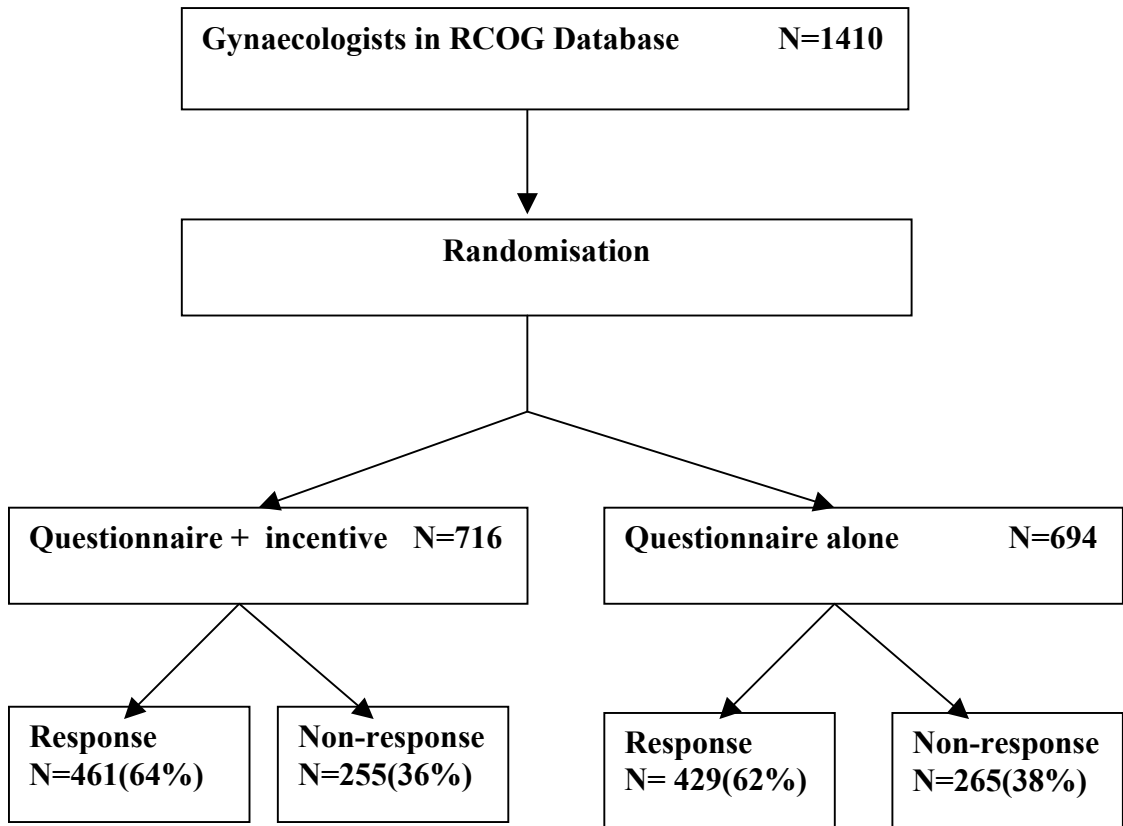 Gynaecologists in RCOG Database N=1410
Randomisation
Questionnaire + incentive N=716
Questionnaire alone N=694
Response
N=461(64%)
Non-response
N=255(36%)
Response
N= 429(62%)
Non-response
N=265(38%)